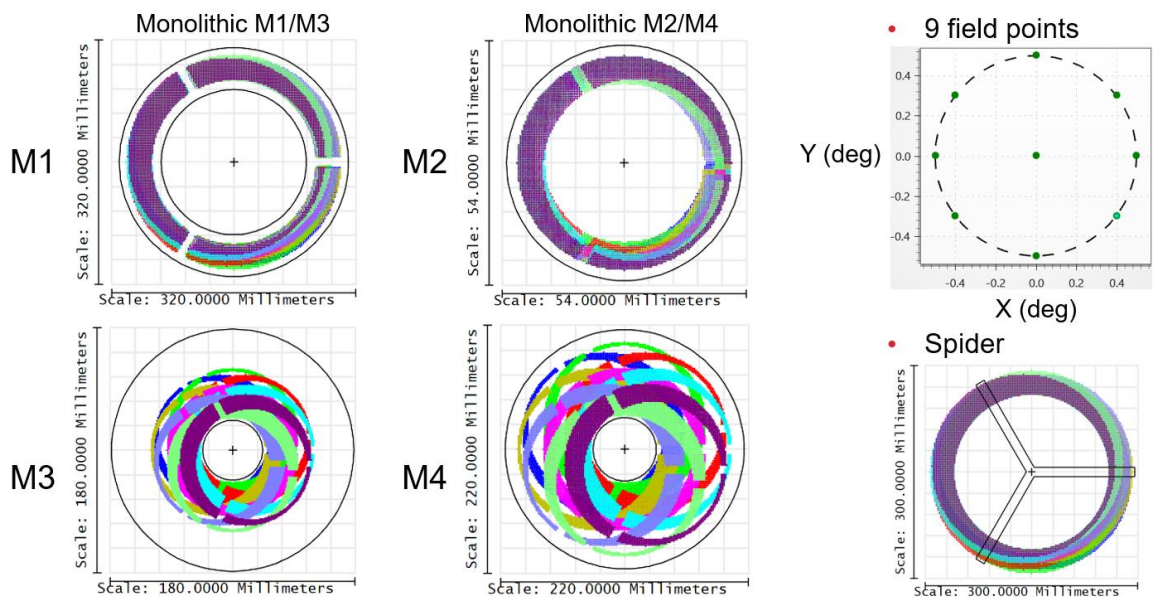 Monolithic M1/M3
Monolithic M2/M4
• 9 field points
M1
Scale: 320.0000 Millimeters
Scale: 320.0000 Millimeters
M2
Scale: 54.0000 Millimeters
Scale: 54.0000 Millimeters
Y (deg)
0.4
0.2
0.0
-0.2
-0.4
-0.4
-0.2
0.0
0.2
0.4
X (deg)
• Spider
M3
Scale: 180.0000 Millimeters
Scale: 180.0000 Millimeters
M4
Scale: 220.0000 Millimeters
Scale: 220.0000 Millimeters
Scale: 300.0000 Millimeters
Scale: 300.0000 Millimeters